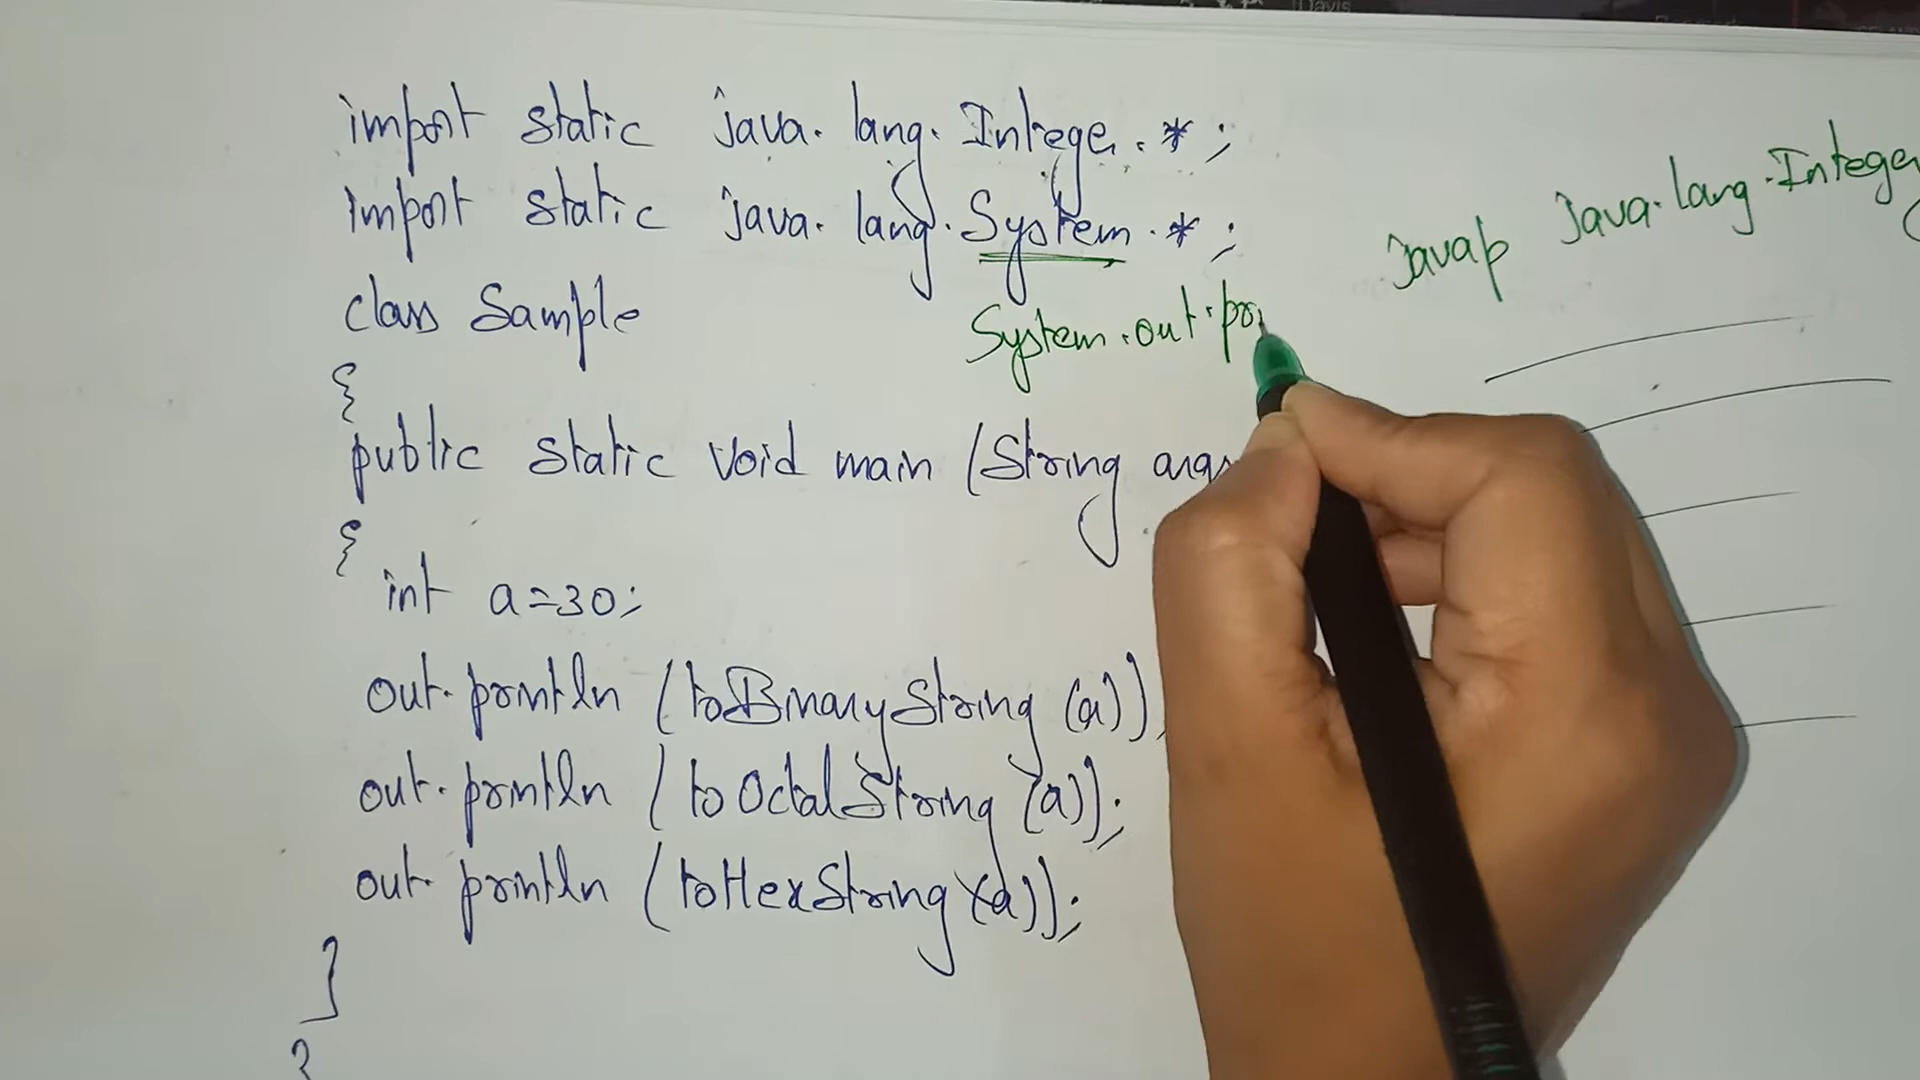 import static java.lang.Integer.*;
import static java.lang.System.*;
javap java.lang.Integer
class Sample
System.out.pri
{
public static void main (String args
{
int a=30;
out.println (toBinaryString (a))
out.println (toOctalString (a));
out.println (toHexString (a));
}
}